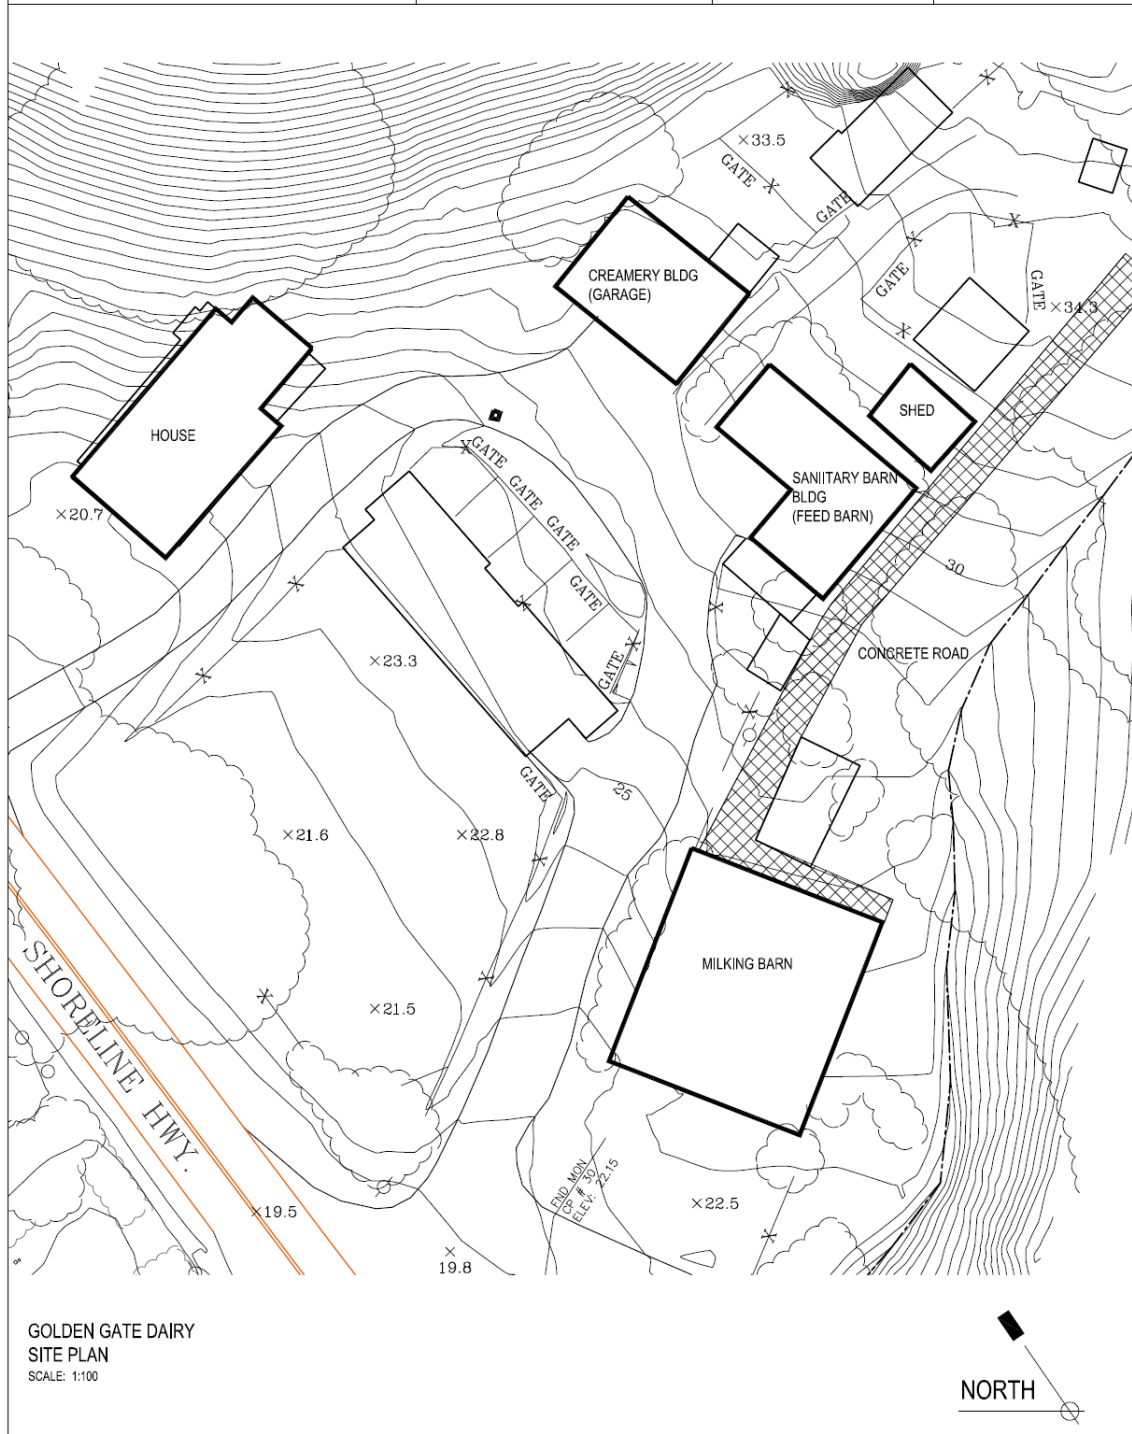 ×33.5
GATE X
GATE
X
X
X
X
GATE
GATE
×34.3
X
CREAMERY BLDG
(GARAGE)
SHED
HOUSE
X
GATE
GATE
GATE
GATE
SANIITARY BARN
BLDG
(FEED BARN)
×20.7
30
X
X
X
X
CONCRETE ROAD
×23.3
GATE X
X
X
GATE
25
×21.6
×22.8
X
MILKING BARN
SHORELINE HWY.
X
X
×21.5
FND MON
CP # 30
ELEV: 22.15
×22.5
×19.5
X
×
19.8
GOLDEN GATE DAIRY
SITE PLAN
SCALE: 1:100
NORTH